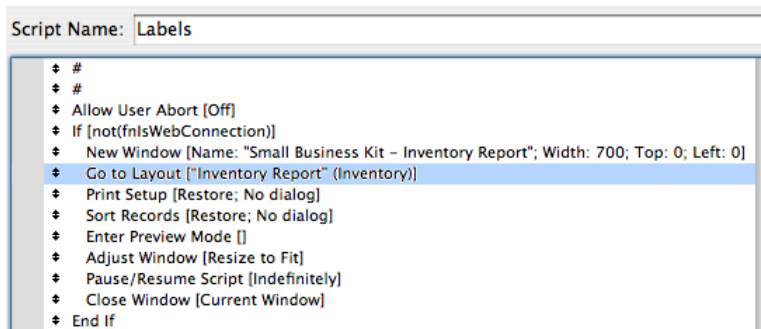 Script Name: Labels
#
#
Allow User Abort [Off]
If [not(fnIsWebConnection)]
New Window [Name: "Small Business Kit – Inventory Report"; Width: 700; Top: 0; Left: 0]
Go to Layout [“Inventory Report” (Inventory)]
Print Setup [Restore; No dialog]
Sort Records [Restore; No dialog]
Enter Preview Mode []
Adjust Window [Resize to Fit]
Pause/Resume Script [Indefinitely]
Close Window [Current Window]
End If